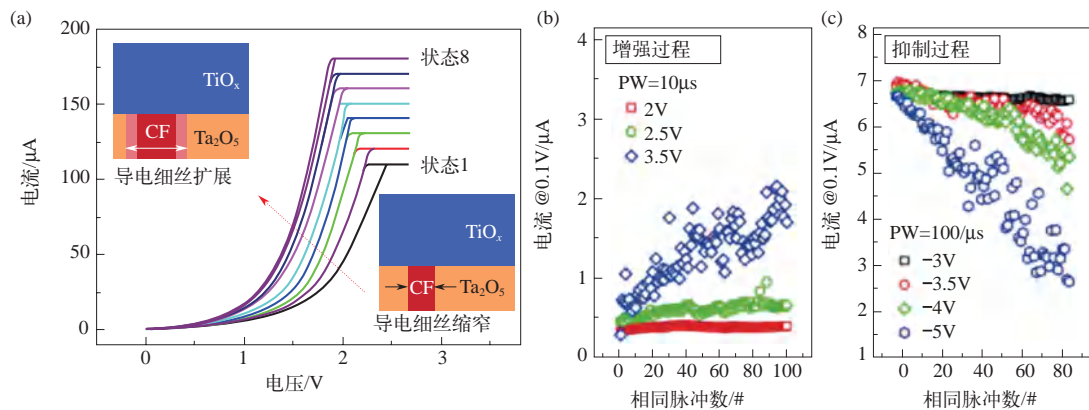 (a)
200
150
100
50
0
电流/μA
0
1
2
3
电压/V
TiOₓ
CF
Ta₂O₅
导电细丝扩展
状态8
状态1
TiOₓ
CF
Ta₂O₅
导电细丝缩窄
(b)
增强过程
PW=10μs
2V
2.5V
3.5V
4
3
2
1
0
电流 @0.1V/μA
0 20 40 60 80 100
相同脉冲数/#
(c)
抑制过程
8
7
6
5
4
3
2
1
电流 @0.1V/μA
PW=100/μs
−3V
−3.5V
−4V
−5V
0 20 40 60 80
相同脉冲数/#